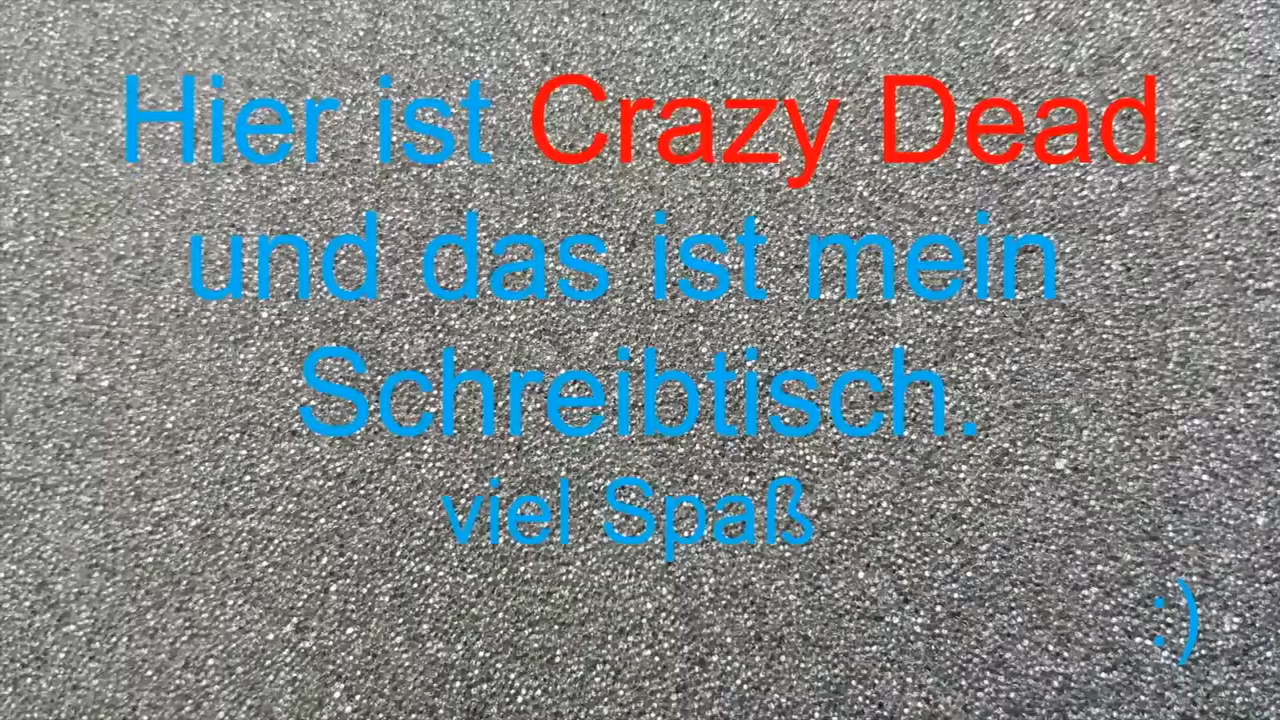 Hier ist Crazy Dead
und das ist mein
Schreibtisch.
viel Spaß
:)